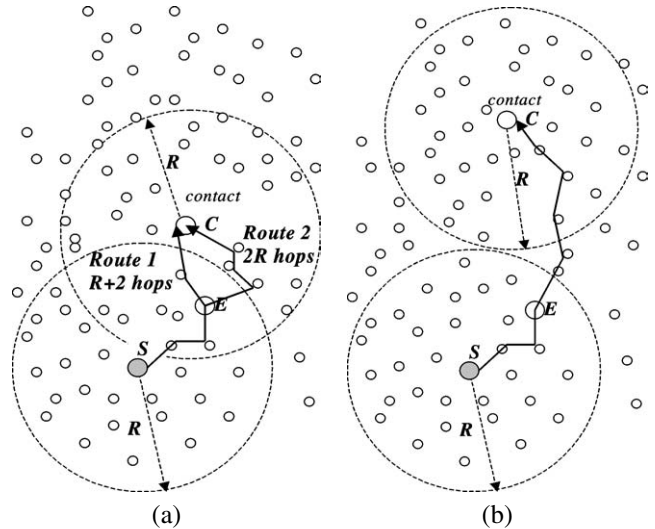 R
contact
C
Route 1
R+2 hops
Route 2
2R hops
E
S
R
(a)
contact
C
R
E
S
R
(b)